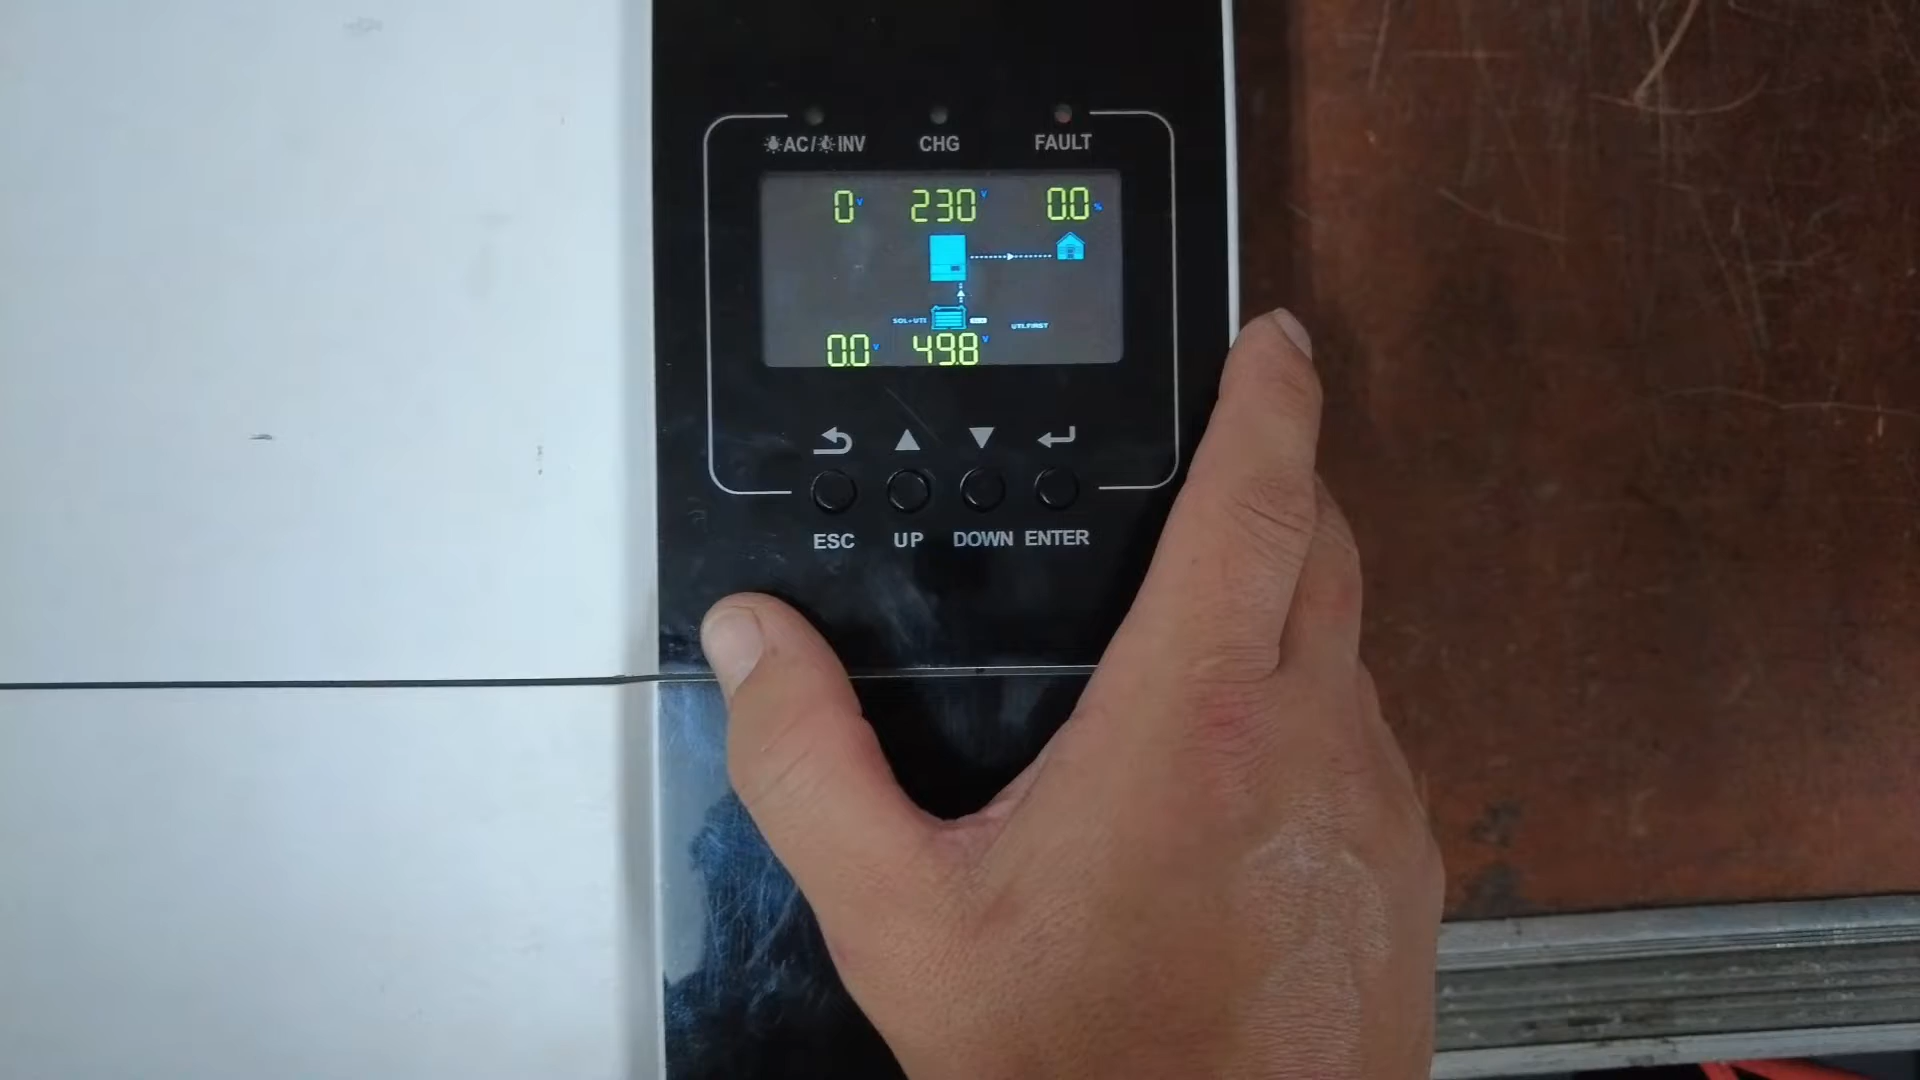 AC/INV CHG FAULT
0V 230V 0.0%
SOL+UTI UTI.FIRST
0.0V 49.8V
ESC UP DOWN ENTER